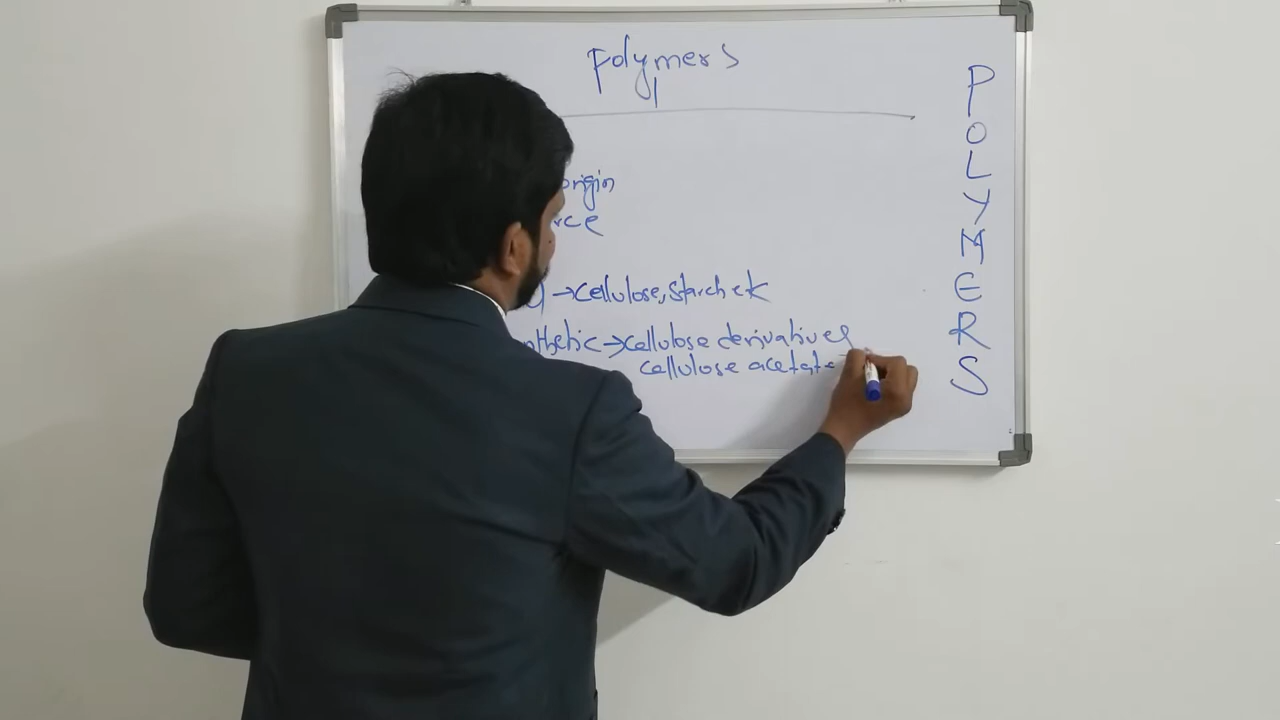 Polymers
origin
rce
→ cellulose, starch etc
nthetic → cellulose derivatives
cellulose acetate
P
O
L
Y
M
E
R
S